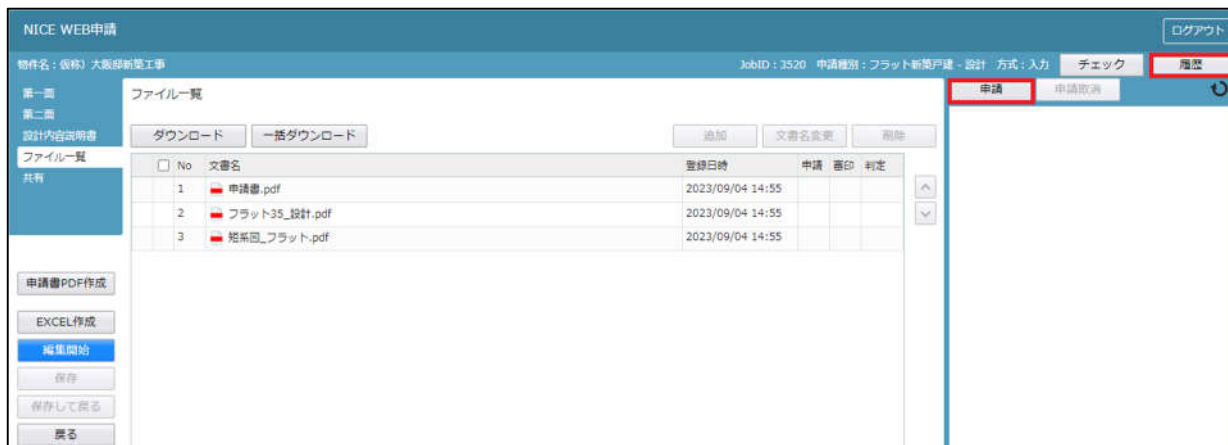 NICE WEB申請
ログアウト
物件名：仮称）大阪邸新築工事
JobID：3520 申請種別：フラット新築戸建 - 設計 方式：入力
チェック
履歴
第一面
第二面
設計内容説明書
ファイル一覧
共有
ファイル一覧
申請
申請取消
ダウンロード
一括ダウンロード
追加
文書名変更
削除
No 文書名 登録日時 申請 審印 判定
1 申請書.pdf 2023/09/04 14:55
2 フラット35_設計.pdf 2023/09/04 14:55
3 矩系図_フラット.pdf 2023/09/04 14:55
申請書PDF作成
EXCEL作成
編集開始
保存
保存して戻る
戻る